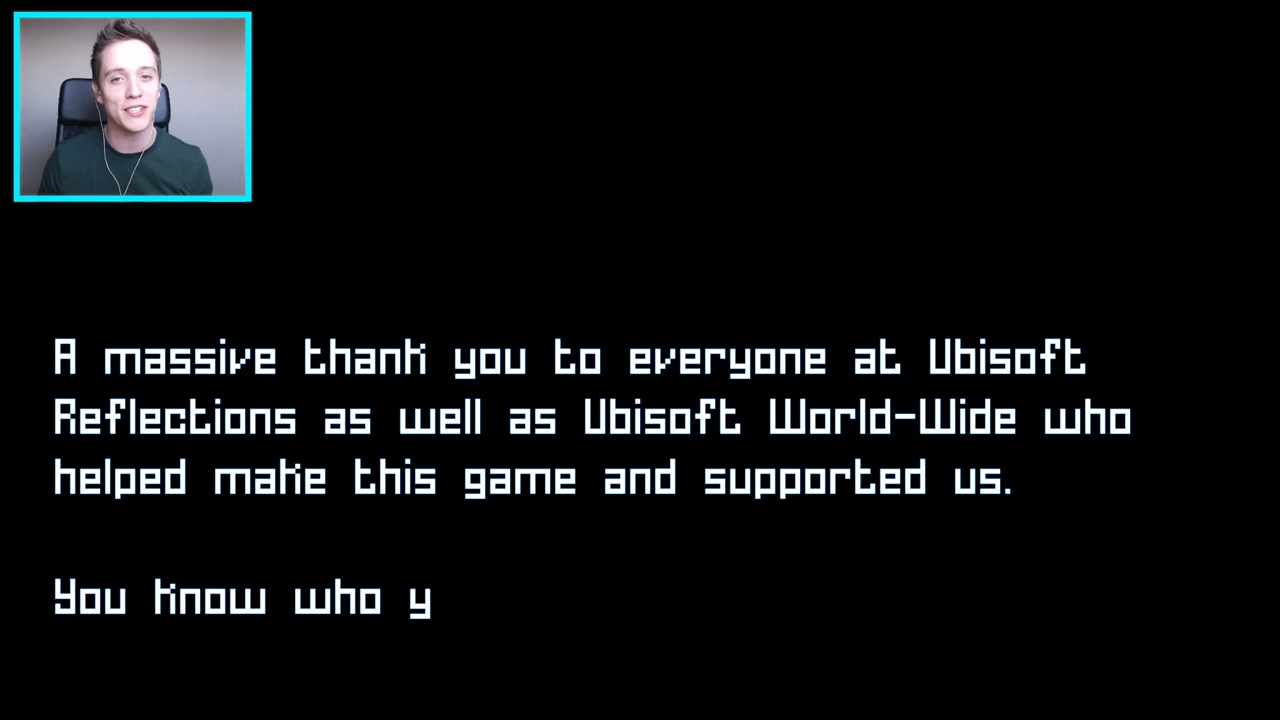 A massive thank you to everyone at Ubisoft
Reflections as well as Ubisoft World-Wide who
helped make this game and supported us.
You know who y